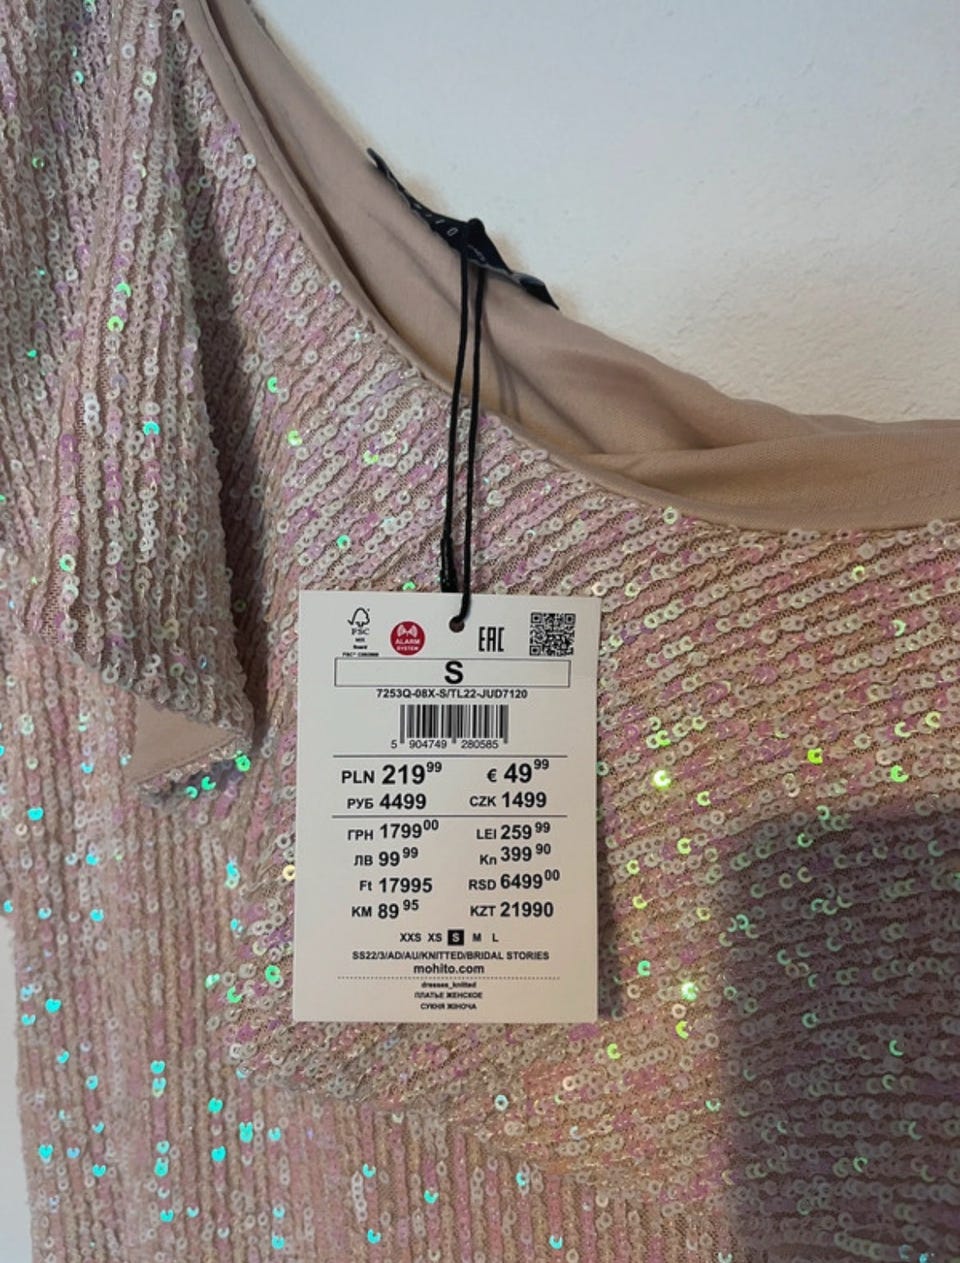 FSC
MIX
Board
ALARM
SYSTEM
EAC
S
7253Q-08X-S/TL22-JUD7120
5 904749 280585
PLN 219⁹⁹ € 49⁹⁹
РУБ 4499 CZK 1499
ГРН 1799⁰⁰ LEI 259⁹⁹
ЛВ 99⁹⁹ Kn 399⁹⁰
Ft 17995 RSD 6499⁰⁰
KM 89⁹⁵ KZT 21990
XXS XS S M L
SS22/3/AD/AU/KNITTED/BRIDAL STORIES
mohito.com
dresses_knitted
ПЛАТЬЕ ЖЕНСКОЕ
СУКНЯ ЖІНОЧА